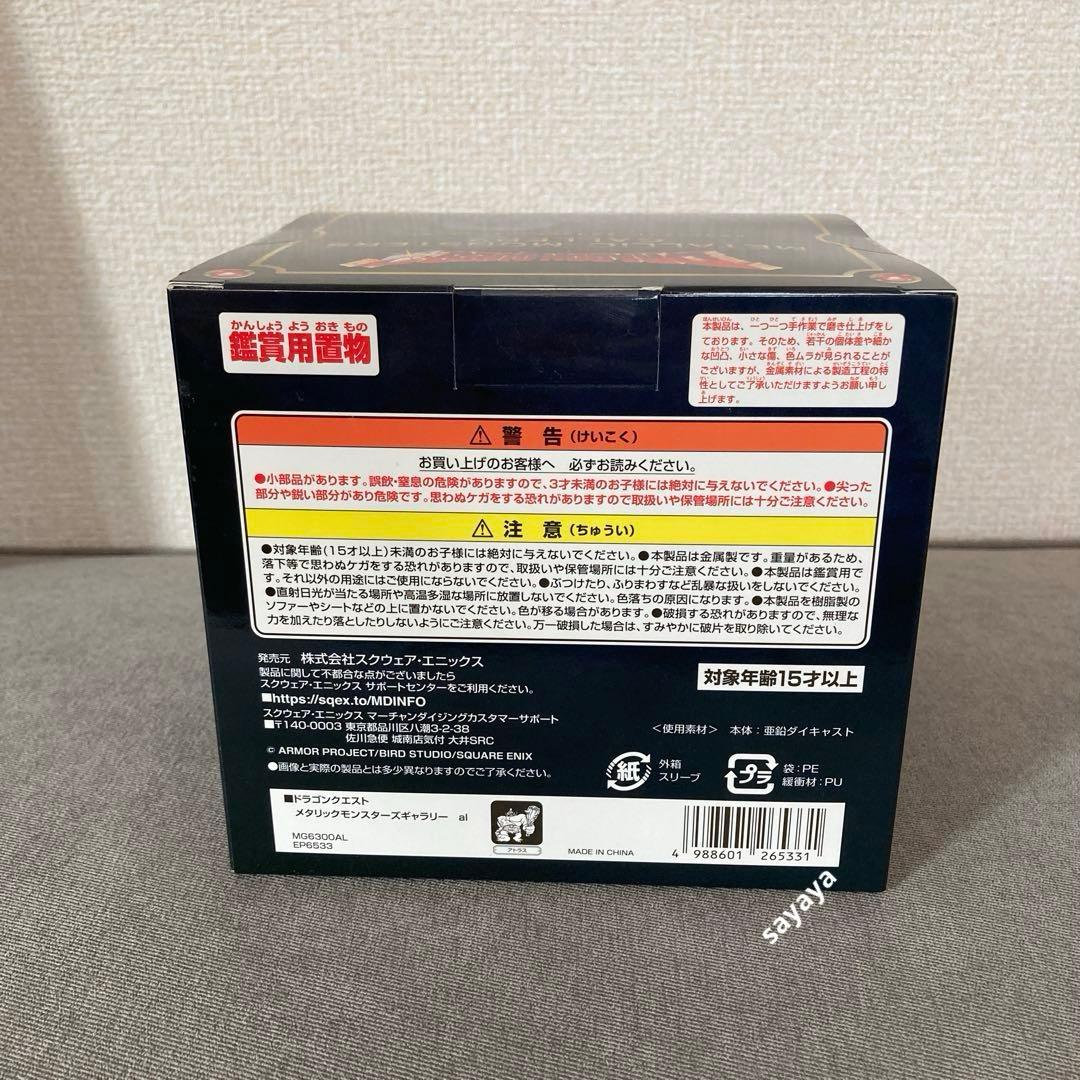 METALLIC MONSTERS
GALLERY
かんしょう よう おき もの
鑑賞用置物
本製品は、一つ一つ手作業で磨き仕上げをし
ております。そのため、若干の個体差や細か
な凹凸、小さな傷、色ムラが見られることが
ございますが、金属素材による製造工程の特
性としてご了承いただけますようお願い申し
上げます。
⚠ 警 告 (けいこく)
お買い上げのお客様へ 必ずお読みください。
●小部品があります。誤飲・窒息の危険がありますので、3才未満のお子様には絶対に与えないでください。●尖った
部分や鋭い部分があり危険です。思わぬケガをする恐れがありますので取扱いや保管場所には十分ご注意ください。
⚠ 注 意 (ちゅうい)
●対象年齢(15才以上)未満のお子様には絶対に与えないでください。●本製品は金属製です。重量があるため、
落下等で思わぬケガをする恐れがありますので、取扱いや保管場所には十分ご注意ください。●本製品は鑑賞用で
す。それ以外の用途にはご使用にならないでください。●ぶつけたり、ふりまわすなど乱暴な扱いをしないでください。
●直射日光が当たる場所や高温多湿な場所に放置しないでください。色落ちの原因になります。●本製品を樹脂製の
ソファーやシートなどの上に置かないでください。色が移る場合があります。●破損する恐れがありますので、無理な
力を加えたり落としたりしないようにご注意ください。万一破損した場合は、すみやかに破片を取り除いてください。
発売元 株式会社スクウェア・エニックス
製品に関して不都合な点がございましたら
スクウェア・エニックス サポートセンターをご利用ください。
■https://sqex.to/MDINFO
スクウェア・エニックス マーチャンダイジングカスタマーサポート
■〒140-0003 東京都品川区八潮3-2-38
佐川急便 城南店気付 大井SRC
© ARMOR PROJECT/BIRD STUDIO/SQUARE ENIX
●画像と実際の製品とは多少異なりますのでご了承ください。
対象年齢15才以上
<使用素材> 本体:亜鉛ダイキャスト
紙
外箱
スリーブ
プラ
袋:PE
緩衝材:PU
■ドラゴンクエスト
メタリックモンスターズギャラリー al
MG6300AL
EP6533
アトラス
MADE IN CHINA
4 988601 265331
sayaya